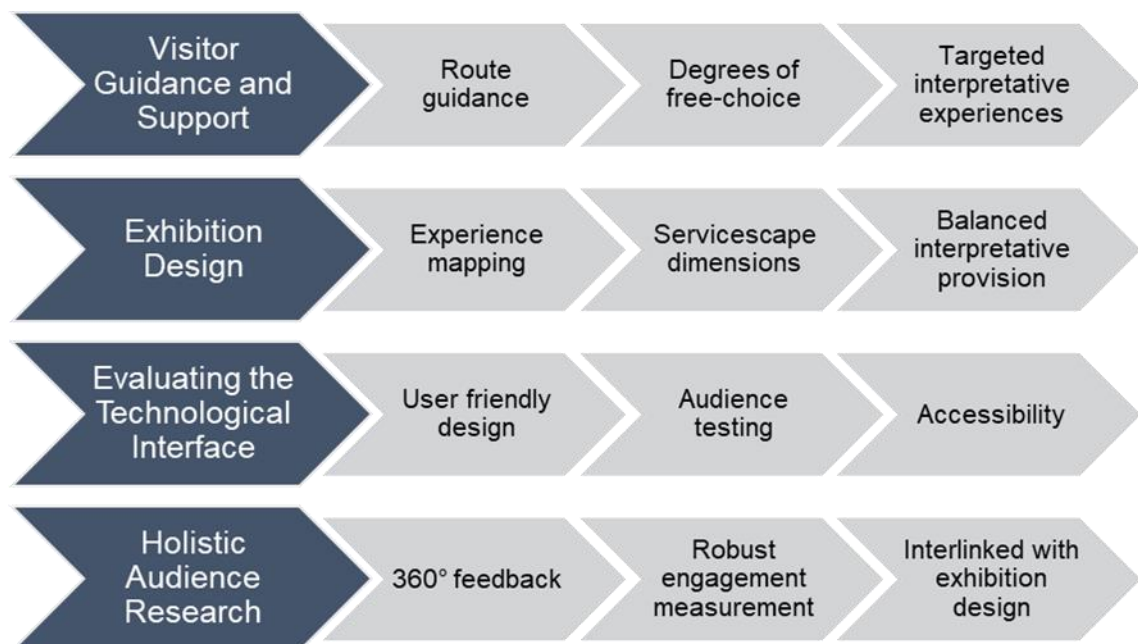 Visitor
Guidance and
Support
Route
guidance
Degrees of
free-choice
Targeted
interpretative
experiences
Exhibition
Design
Experience
mapping
Servicescape
dimensions
Balanced
interpretative
provision
Evaluating the
Technological
Interface
User friendly
design
Audience
testing
Accessibility
Holistic
Audience
Research
360° feedback
Robust
engagement
measurement
Interlinked with
exhibition
design